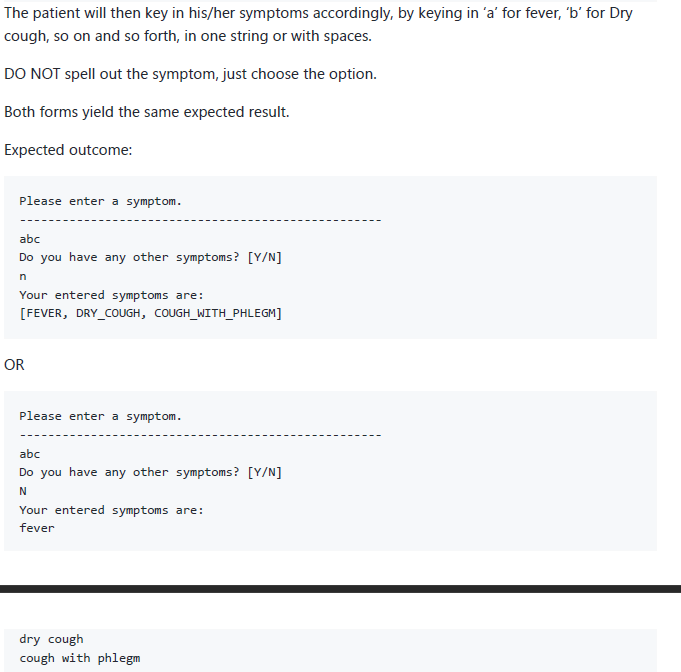 The patient will then key in his/her symptoms accordingly, by keying in ‘a’ for fever, ‘b’ for Dry
cough, so on and so forth, in one string or with spaces.
DO NOT spell out the symptom, just choose the option.
Both forms yield the same expected result.
Expected outcome:
Please enter a symptom.
---------------------------------------------------
abc
Do you have any other symptoms? [Y/N]
n
Your entered symptoms are:
[FEVER, DRY_COUGH, COUGH_WITH_PHLEGM]
OR
Please enter a symptom.
---------------------------------------------------
abc
Do you have any other symptoms? [Y/N]
N
Your entered symptoms are:
fever
dry cough
cough with phlegm